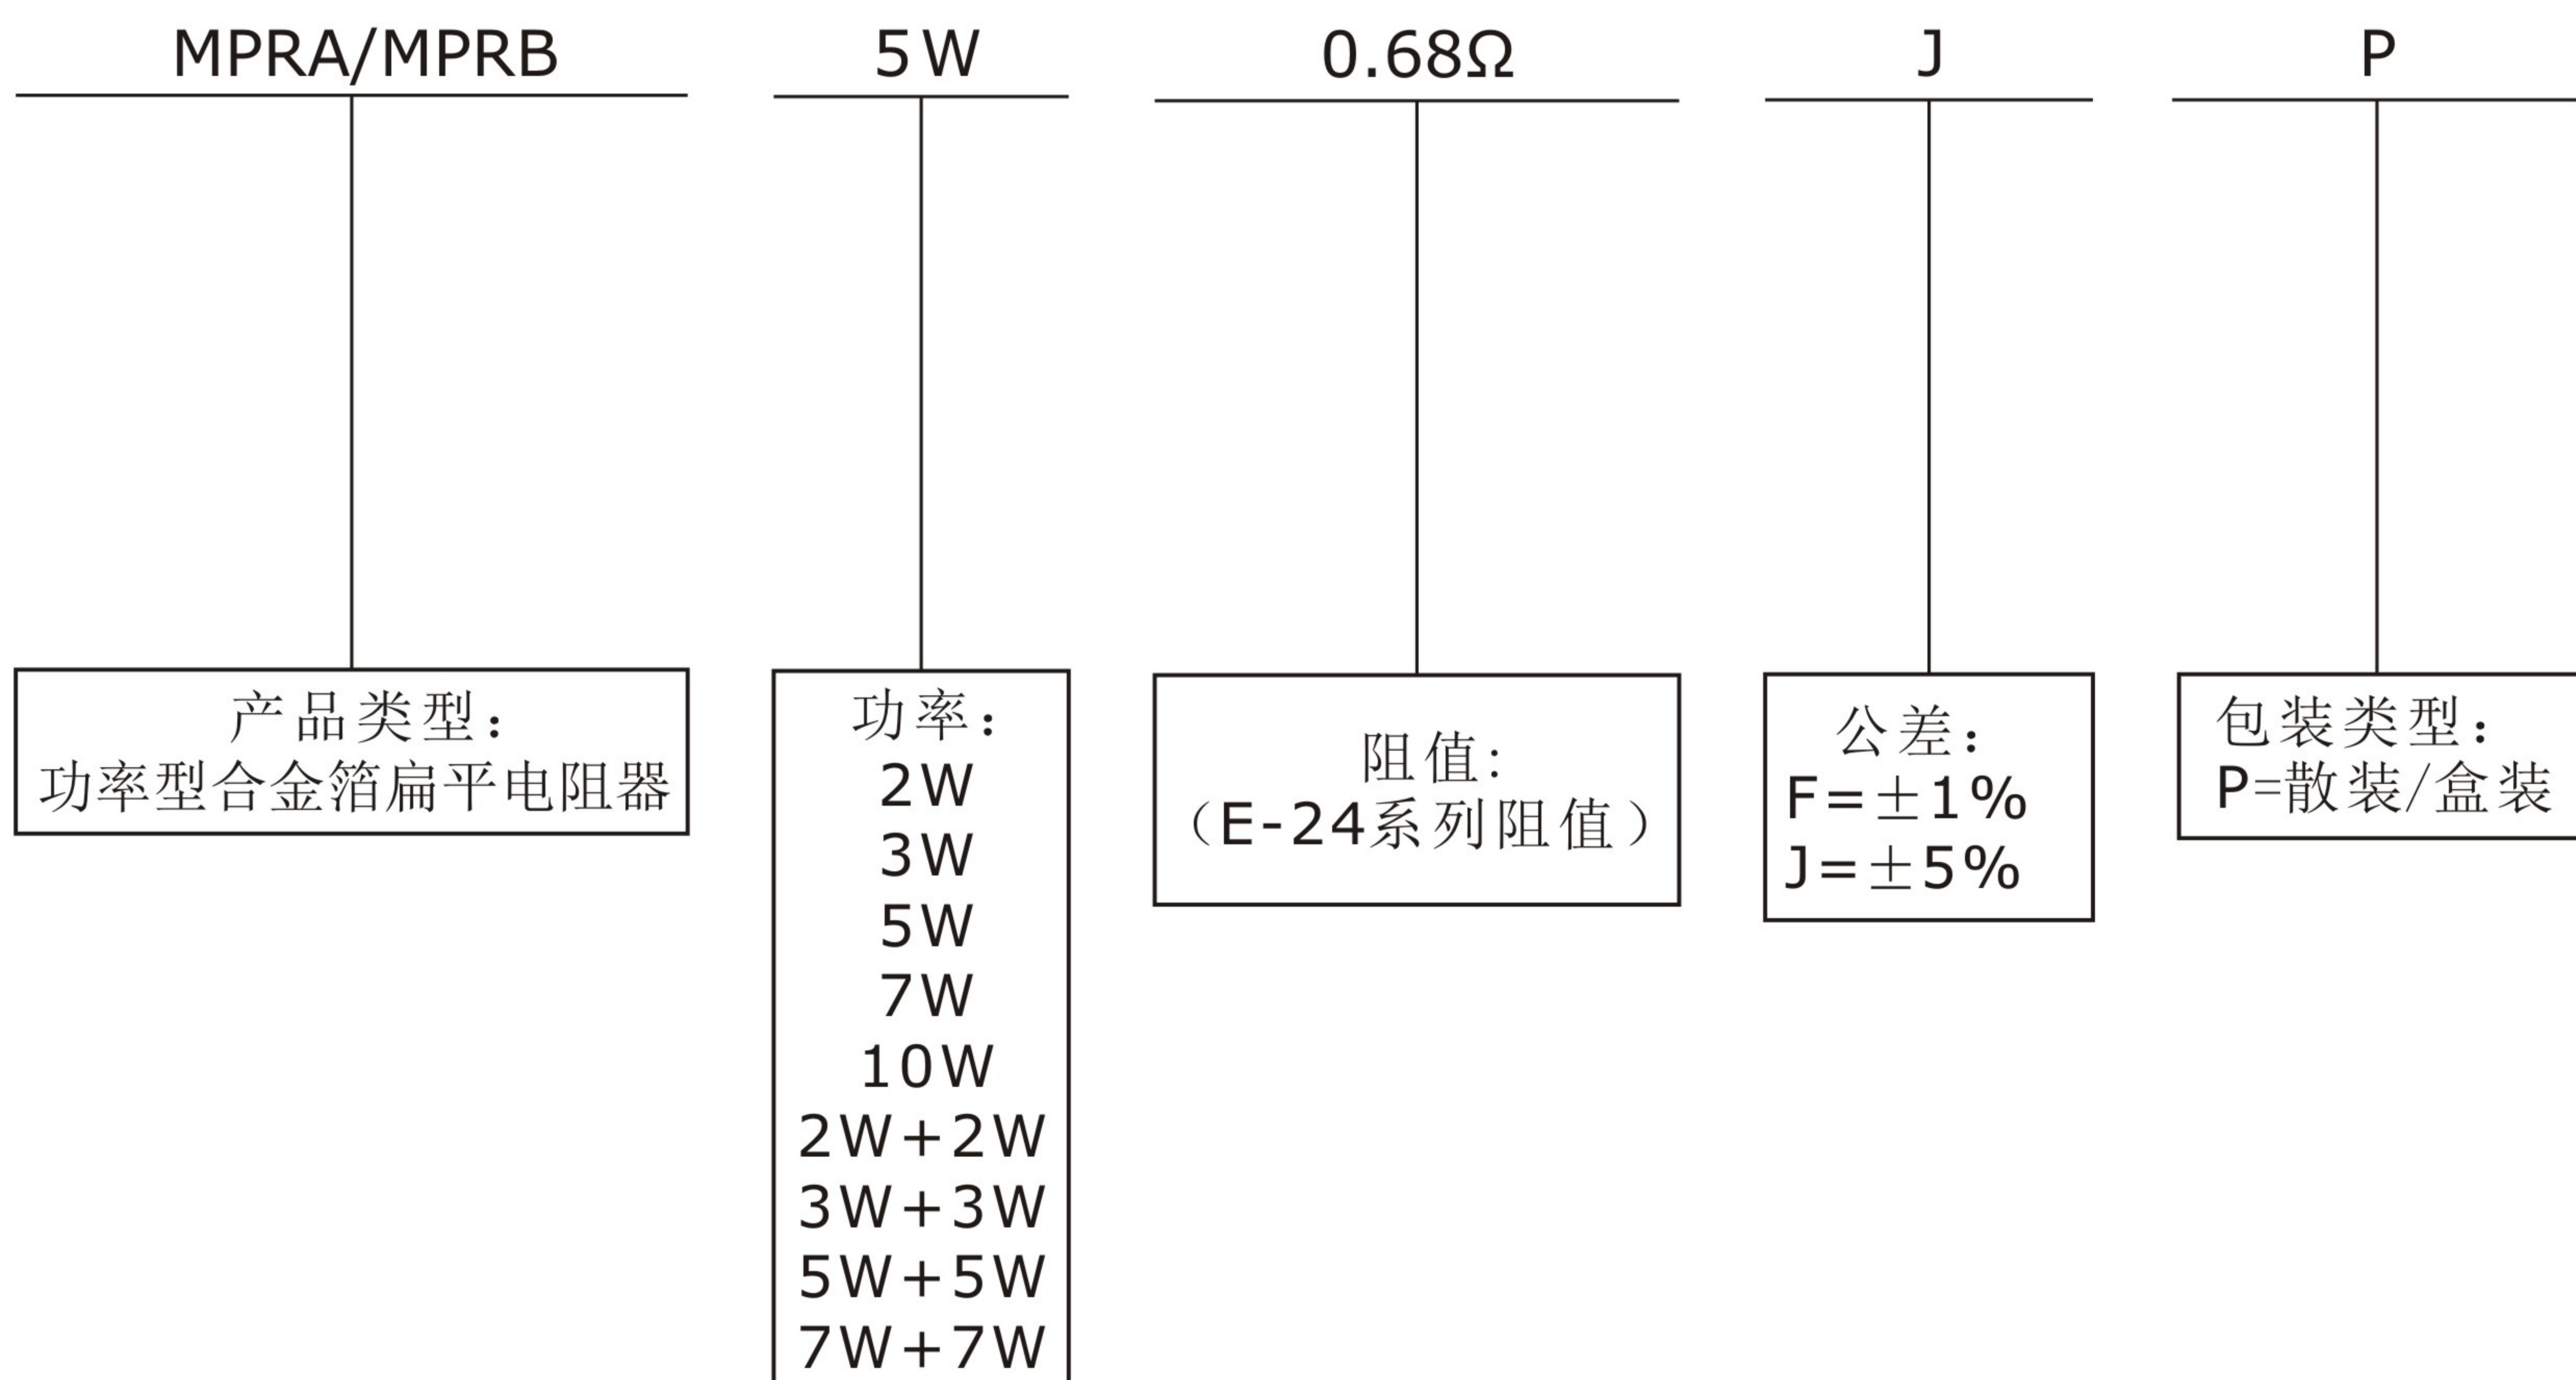 MPRA/MPRB 5W 0.68Ω J P
产品类型：
功率型合金箔扁平电阻器
功率：
2W
3W
5W
7W
10W
2W+2W
3W+3W
5W+5W
7W+7W
阻值：
（E-24系列阻值）
公差：
F=±1%
J=±5%
包装类型：
P=散装/盒装